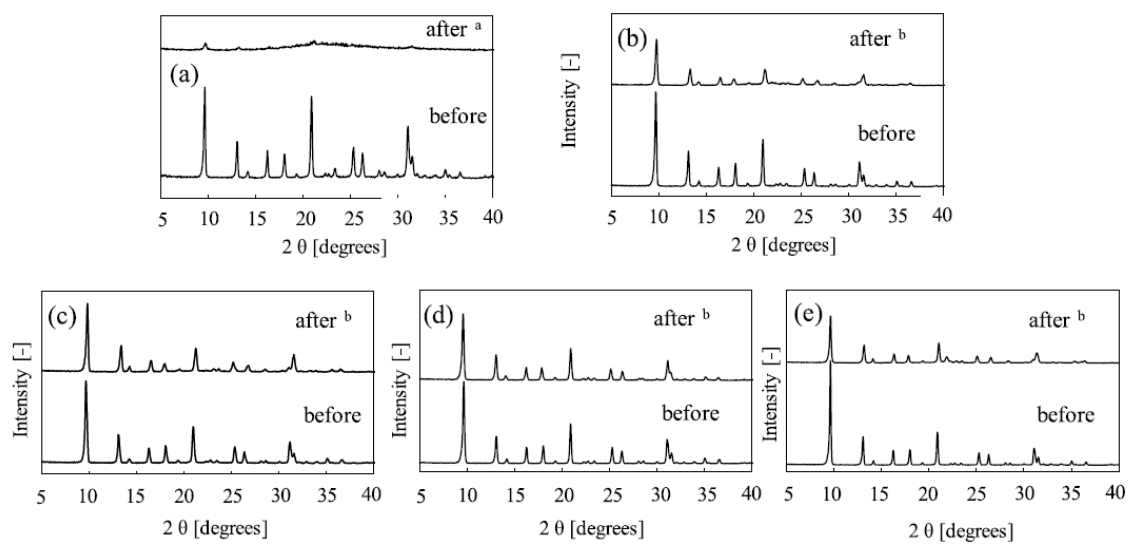 (a)
after a
before
5 10 15 20 25 30 35 40
2 θ [degrees]
(b)
after b
before
Intensity [-]
5 10 15 20 25 30 35 40
2 θ [degrees]
(c)
after b
before
Intensity [-]
5 10 15 20 25 30 35 40
2 θ [degrees]
(d)
after b
before
Intensity [-]
5 10 15 20 25 30 35 40
2 θ [degrees]
(e)
after b
before
Intensity [-]
5 10 15 20 25 30 35 40
2 θ [degrees]